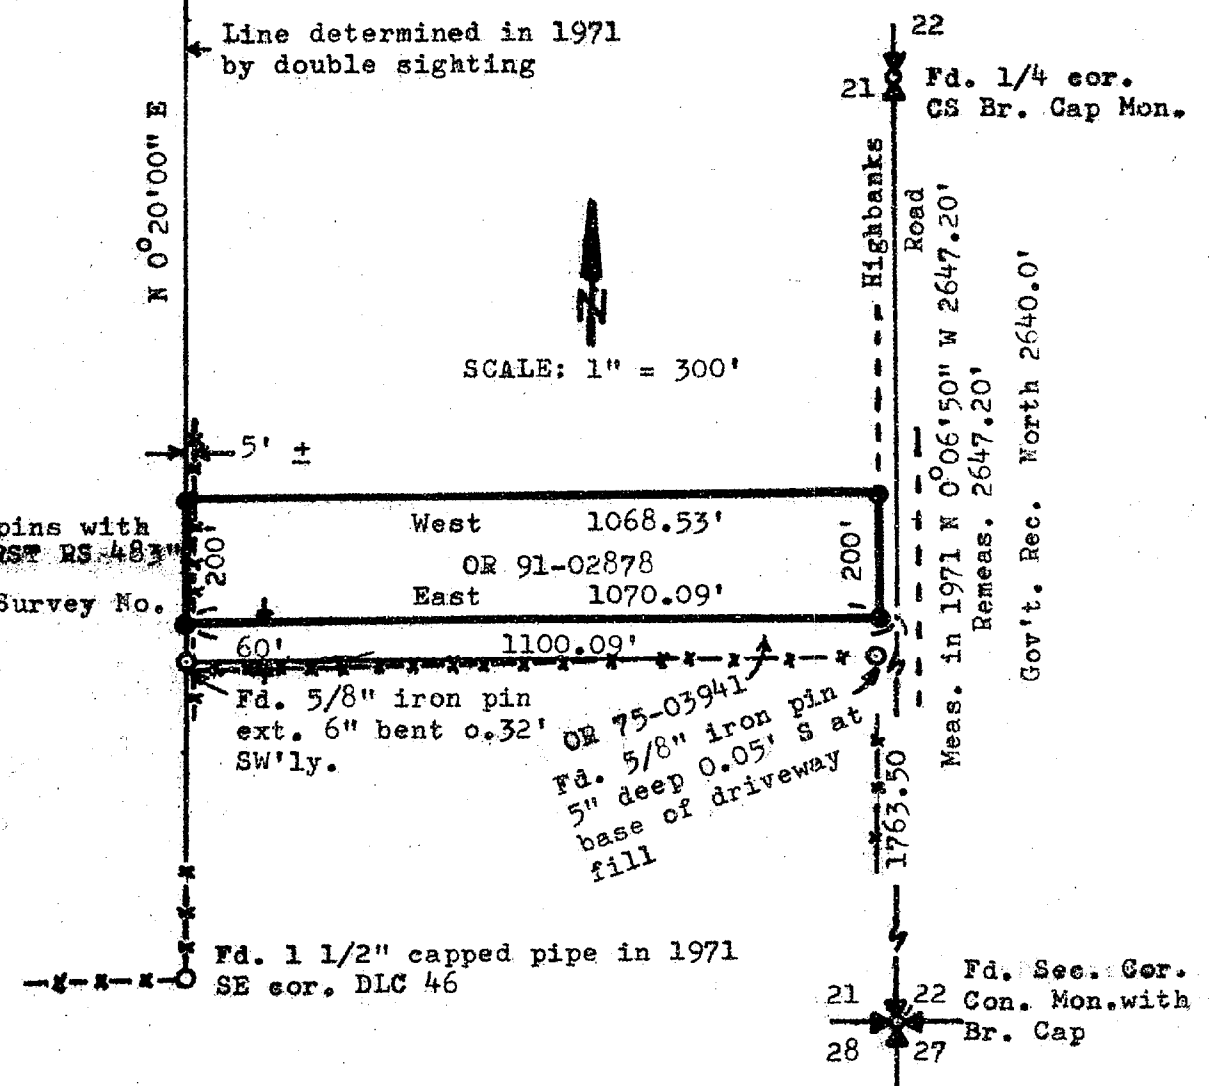 Line determined in 1971
by double sighting
N 0°20'00" E
22
21
Fd. 1/4 cor.
CS Br. Cap Mon.
Highbanks
Road
Meas. in 1971 N 0°06'50" W 2647.20'
Remeas. 2647.20'
Gov't. Rec. North 2640.0'
N
SCALE: 1" = 300'
5' ±
pins with
RST RS 483"
Survey No.
200'
West 1068.53'
OR 91-02878
East 1070.09'
200'
60'
1100.09'
Fd. 5/8" iron pin
ext. 6" bent 0.32'
SW'ly.
OR 75-03941
Fd. 5/8" iron pin
5" deep 0.05' S at
base of driveway
fill
1763.50
Fd. 1 1/2" capped pipe in 1971
SE cor. DLC 46
21 22
28 27
Fd. Sec. Cor.
Con. Mon.with
Br. Cap